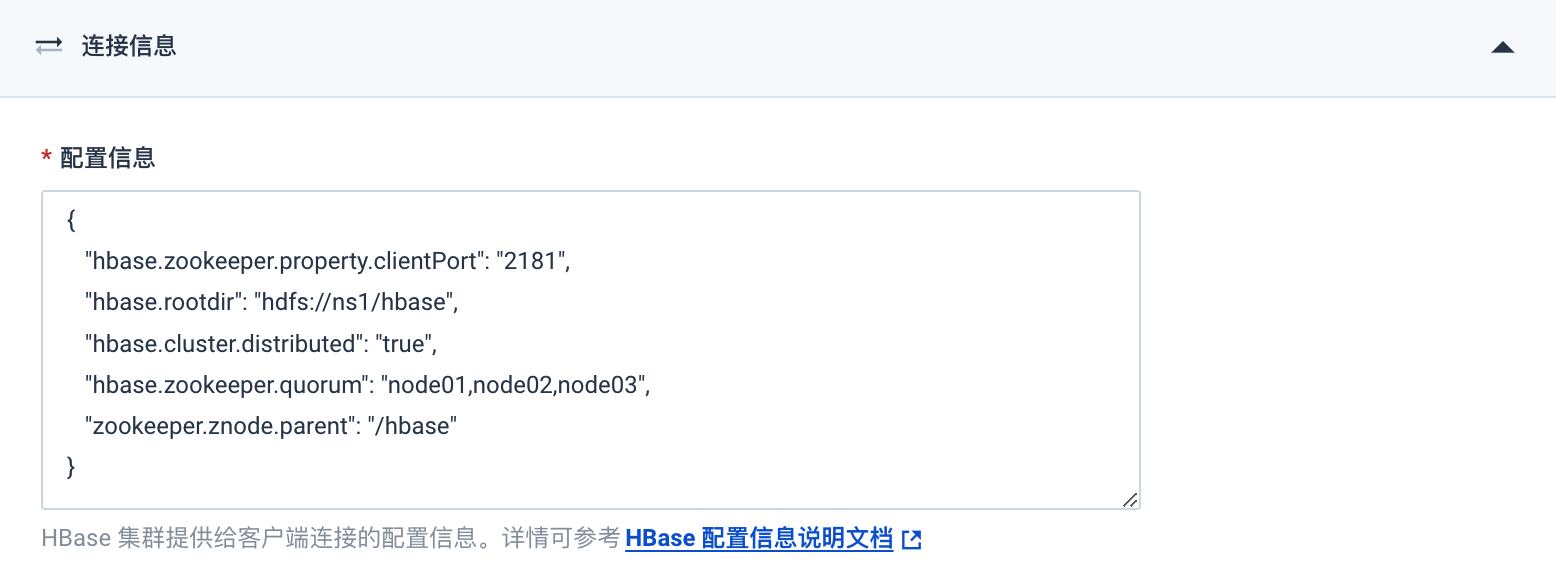 连接信息
* 配置信息
{
"hbase.zookeeper.property.clientPort": "2181",
"hbase.rootdir": "hdfs://ns1/hbase",
"hbase.cluster.distributed": "true",
"hbase.zookeeper.quorum": "node01,node02,node03",
"zookeeper.znode.parent": "/hbase"
}
HBase 集群提供给客户端连接的配置信息。详情可参考 HBase 配置信息说明文档